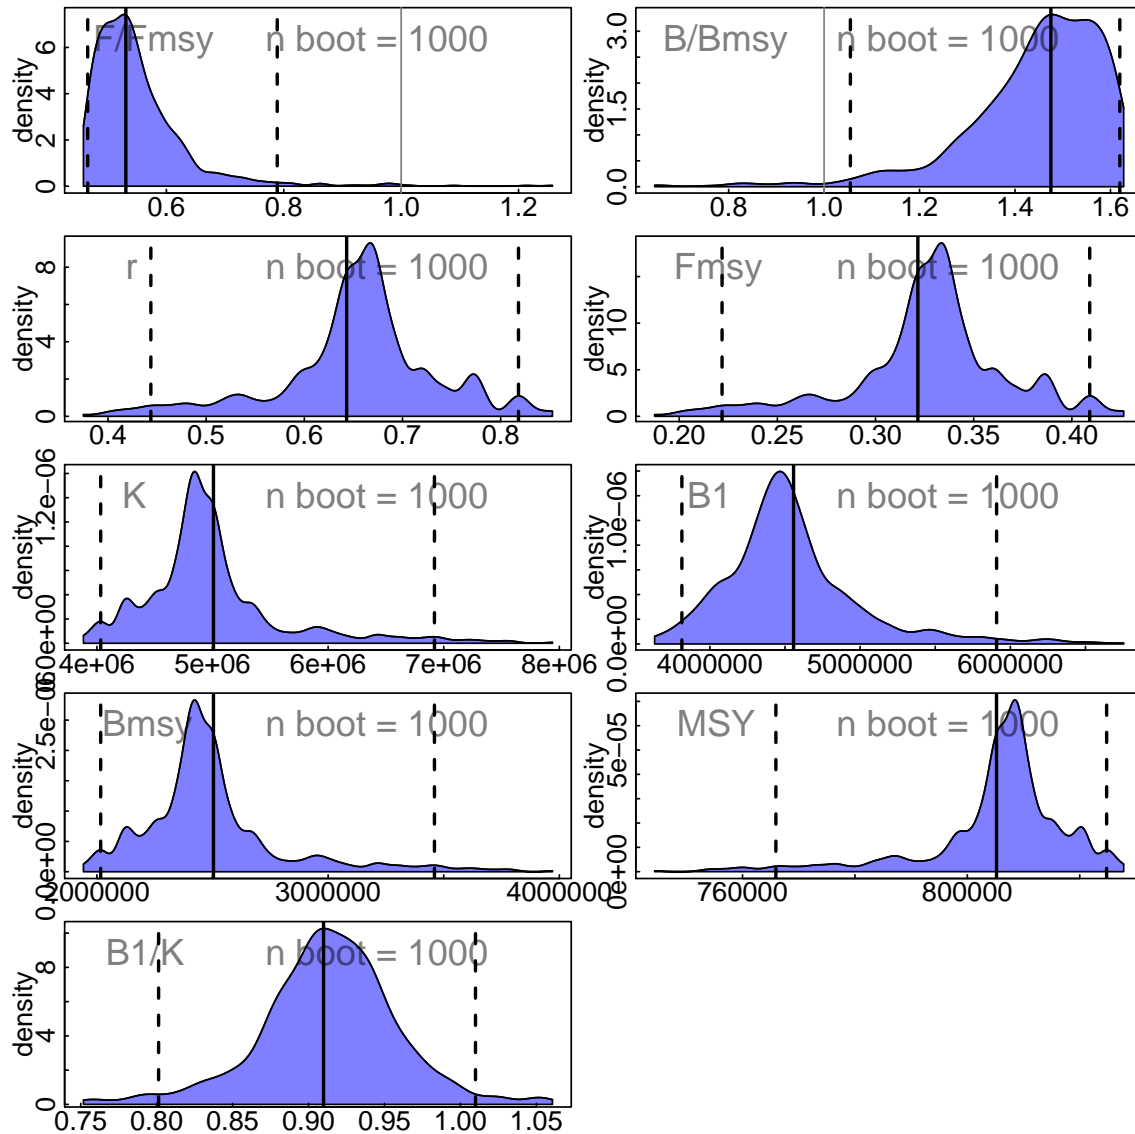 F/Fmsy n boot = 1000
density
0 2 4 6
0.6 0.8 1.0 1.2
B/Bmsy n boot = 1000
density
0.0 1.5 3.0
0.8 1.0 1.2 1.4 1.6
r n boot = 1000
density
0 4 8
0.4 0.5 0.6 0.7 0.8
Fmsy n boot = 1000
density
0 5 10
0.20 0.25 0.30 0.35 0.40
K n boot = 1000
density
4e+06 5e+06 6e+06 7e+06 8e+06
B1 n boot = 1000
density
0.0e+00 1.0e−06
4000000 5000000 6000000
Bmsy n boot = 1000
density
2.5e−06
2000000 3000000 4000000
MSY n boot = 1000
density
0e+00 5e−05
760000 800000
B1/K n boot = 1000
density
0 4 8
0.75 0.80 0.85 0.90 0.95 1.00 1.05